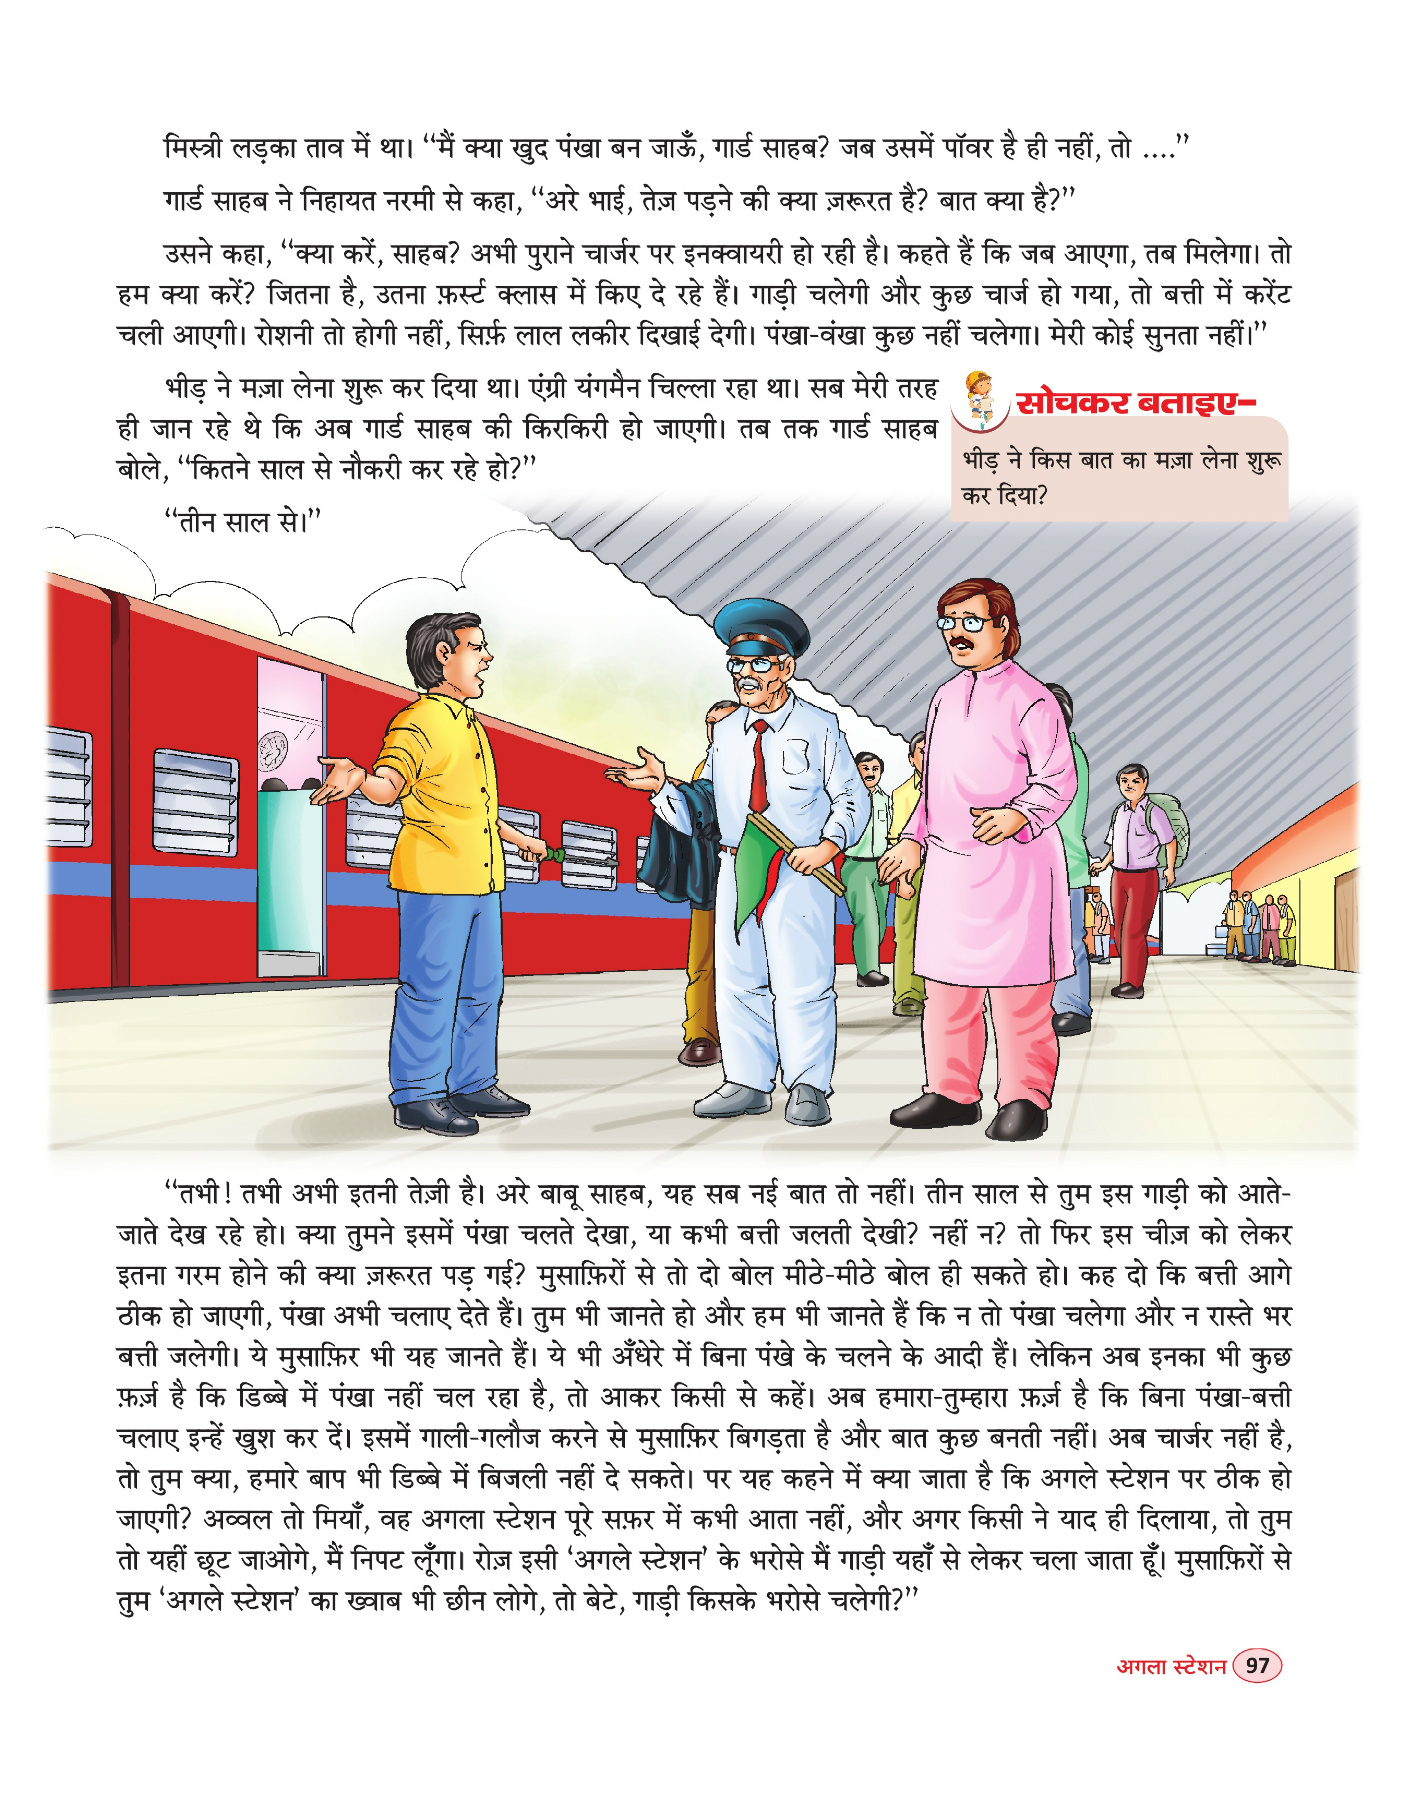 मिस्त्री लड़का ताव में था। “मैं क्या खुद पंखा बन जाऊँ, गार्ड साहब? जब उसमें पॉवर है ही नहीं, तो ....”
गार्ड साहब ने निहायत नरमी से कहा, “अरे भाई, तेज़ पड़ने की क्या ज़रूरत है? बात क्या है?”
उसने कहा, “क्या करें, साहब? अभी पुराने चार्जर पर इनक्वायरी हो रही है। कहते हैं कि जब आएगा, तब मिलेगा। तो
हम क्या करें? जितना है, उतना फ़र्स्ट क्लास में किए दे रहे हैं। गाड़ी चलेगी और कुछ चार्ज हो गया, तो बत्ती में करेंट
चली आएगी। रोशनी तो होगी नहीं, सिर्फ़ लाल लकीर दिखाई देगी। पंखा-वंखा कुछ नहीं चलेगा। मेरी कोई सुनता नहीं।”
भीड़ ने मज़ा लेना शुरू कर दिया था। एंग्री यंगमैन चिल्ला रहा था। सब मेरी तरह
ही जान रहे थे कि अब गार्ड साहब की किरकिरी हो जाएगी। तब तक गार्ड साहब
बोले, “कितने साल से नौकरी कर रहे हो?”
“तीन साल से।”
सोचकर बताइए–
भीड़ ने किस बात का मज़ा लेना शुरू
कर दिया?
“तभी! तभी अभी इतनी तेज़ी है। अरे बाबू साहब, यह सब नई बात तो नहीं। तीन साल से तुम इस गाड़ी को आते-
जाते देख रहे हो। क्या तुमने इसमें पंखा चलते देखा, या कभी बत्ती जलती देखी? नहीं न? तो फिर इस चीज़ को लेकर
इतना गरम होने की क्या ज़रूरत पड़ गई? मुसाफ़िरों से तो दो बोल मीठे-मीठे बोल ही सकते हो। कह दो कि बत्ती आगे
ठीक हो जाएगी, पंखा अभी चलाए देते हैं। तुम भी जानते हो और हम भी जानते हैं कि न तो पंखा चलेगा और न रास्ते भर
बत्ती जलेगी। ये मुसाफ़िर भी यह जानते हैं। ये भी अँधेरे में बिना पंखे के चलने के आदी हैं। लेकिन अब इनका भी कुछ
फ़र्ज़ है कि डिब्बे में पंखा नहीं चल रहा है, तो आकर किसी से कहें। अब हमारा-तुम्हारा फ़र्ज़ है कि बिना पंखा-बत्ती
चलाए इन्हें खुश कर दें। इसमें गाली-गलौज करने से मुसाफ़िर बिगड़ता है और बात कुछ बनती नहीं। अब चार्जर नहीं है,
तो तुम क्या, हमारे बाप भी डिब्बे में बिजली नहीं दे सकते। पर यह कहने में क्या जाता है कि अगले स्टेशन पर ठीक हो
जाएगी? अव्वल तो मियाँ, वह अगला स्टेशन पूरे सफ़र में कभी आता नहीं, और अगर किसी ने याद ही दिलाया, तो तुम
तो यहीं छूट जाओगे, मैं निपट लूँगा। रोज़ इसी ‘अगले स्टेशन’ के भरोसे मैं गाड़ी यहाँ से लेकर चला जाता हूँ। मुसाफ़िरों से
तुम ‘अगले स्टेशन’ का ख्वाब भी छीन लोगे, तो बेटे, गाड़ी किसके भरोसे चलेगी?”
अगला स्टेशन 97